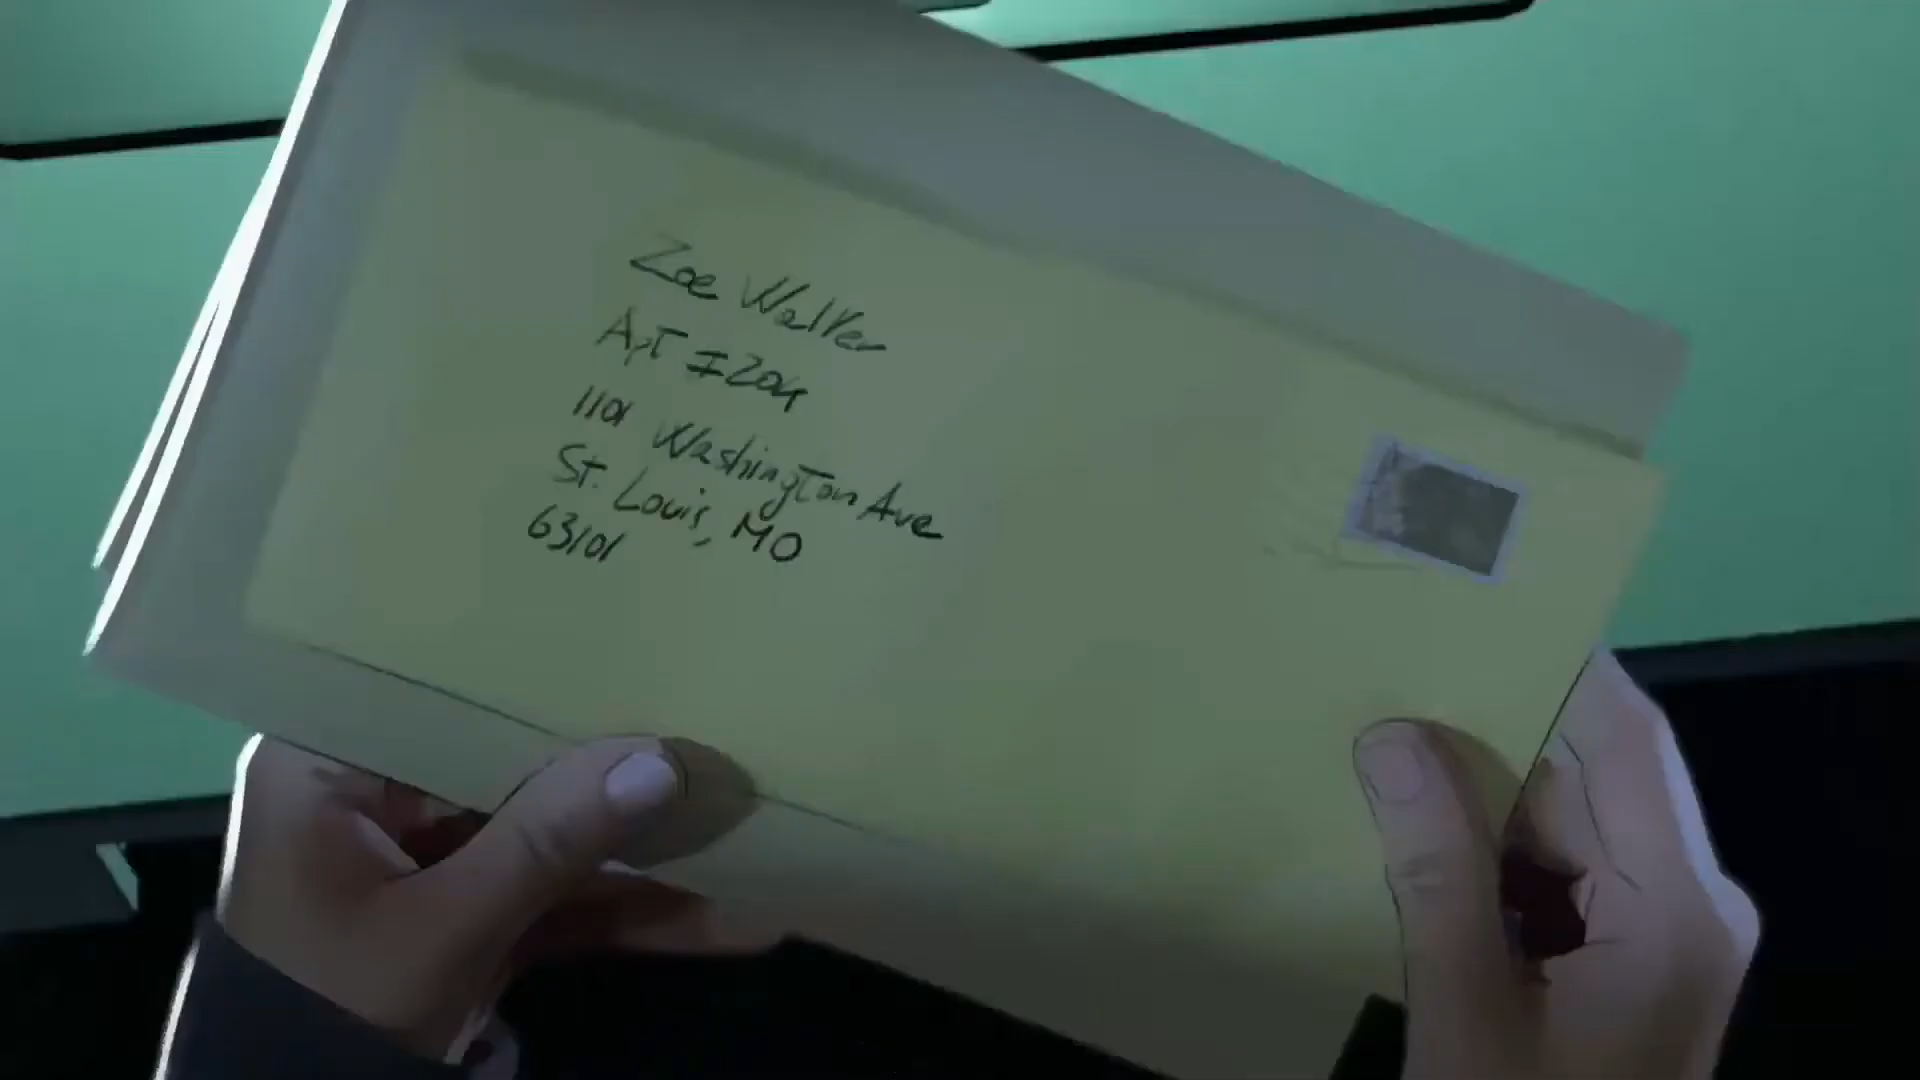 Zoe Walker
Apt #204
1101 Washington Ave
St. Louis, MO
63101